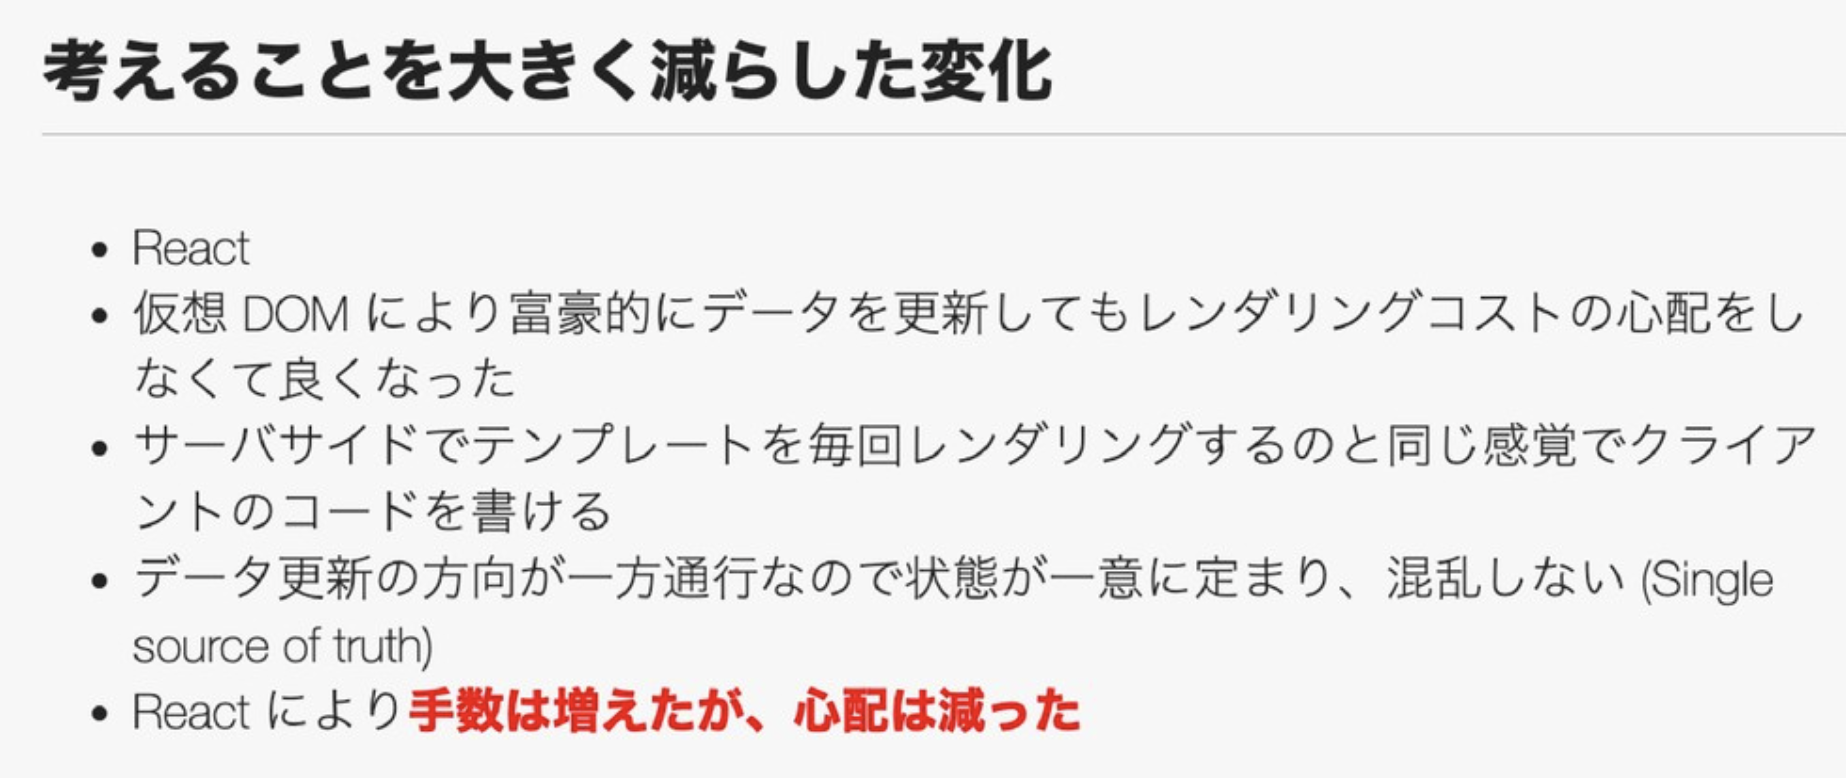 考えることを大きく減らした変化
• React
• 仮想 DOM により富豪的にデータを更新してもレンダリングコストの心配をし
なくて良くなった
• サーバサイドでテンプレートを毎回レンダリングするのと同じ感覚でクライア
ントのコードを書ける
• データ更新の方向が一方通行なので状態が一意に定まり、混乱しない (Single
source of truth)
• React により手数は増えたが、心配は減った